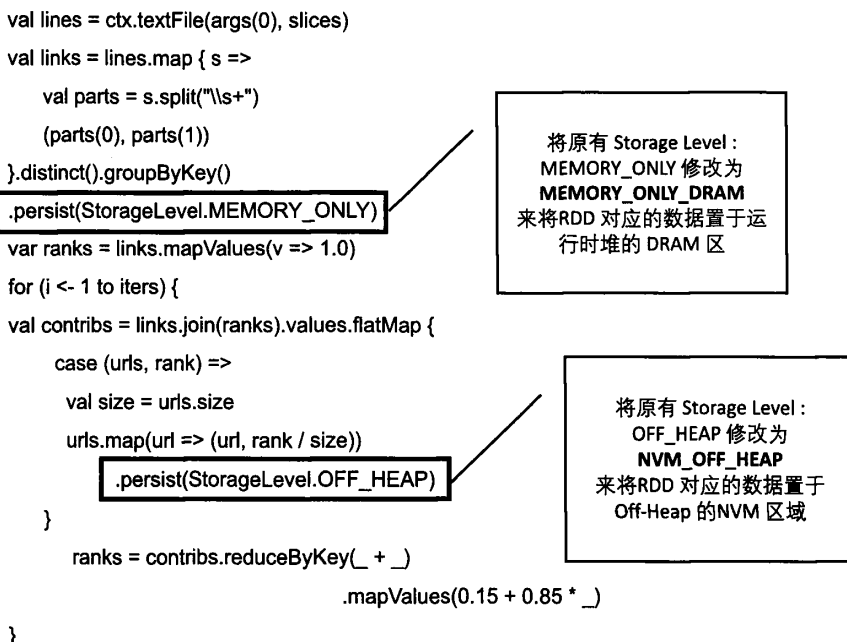 val lines = ctx.textFile(args(0), slices)
val links = lines.map { s =>
val parts = s.split("\\s+")
(parts(0), parts(1))
}.distinct().groupByKey()
.persist(StorageLevel.MEMORY_ONLY)
var ranks = links.mapValues(v => 1.0)
for (i <- 1 to iters) {
val contribs = links.join(ranks).values.flatMap {
case (urls, rank) =>
val size = urls.size
urls.map(url => (url, rank / size))
.persist(StorageLevel.OFF_HEAP)
}
ranks = contribs.reduceByKey(_ + _)
.mapValues(0.15 + 0.85 * _)
}
将原有 Storage Level :
MEMORY_ONLY 修改为
MEMORY_ONLY_DRAM
来将RDD 对应的数据置于运
行时堆的 DRAM 区
将原有 Storage Level :
OFF_HEAP 修改为
NVM_OFF_HEAP
来将RDD 对应的数据置于
Off-Heap 的NVM 区域